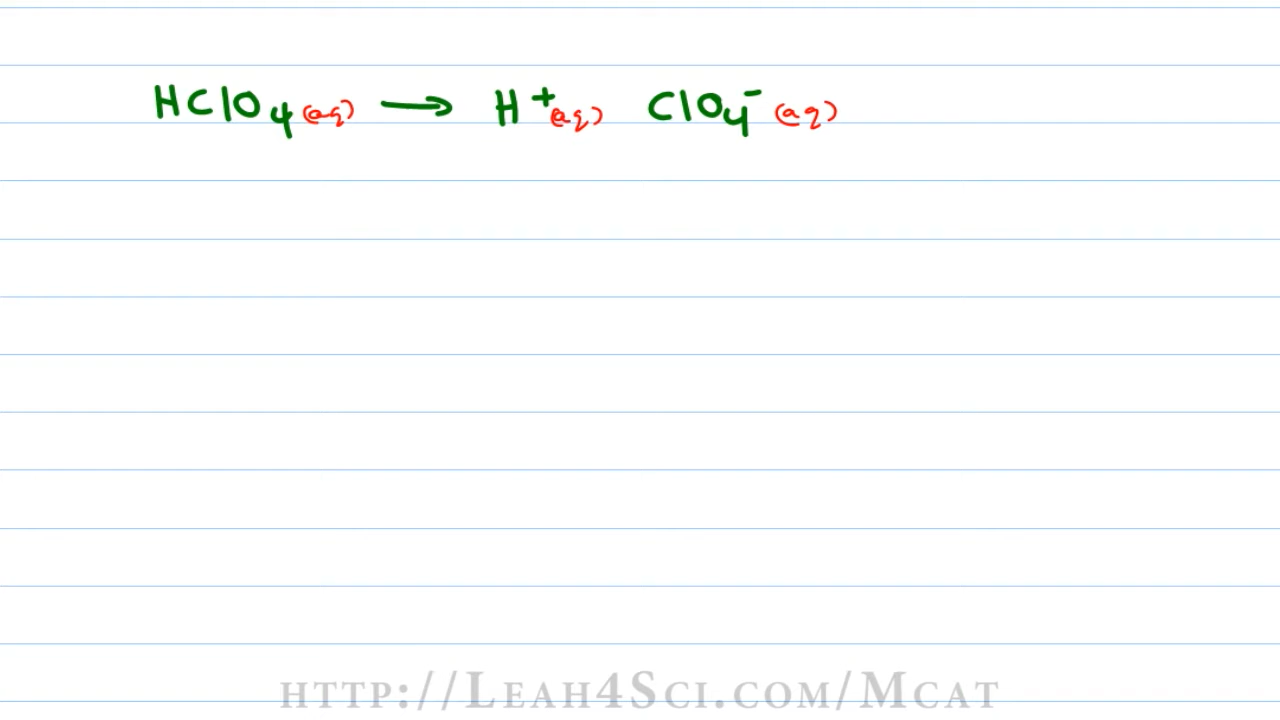 HClO₄(aq) → H⁺(aq) ClO₄⁻(aq)
http://Leah4Sci.com/Mcat